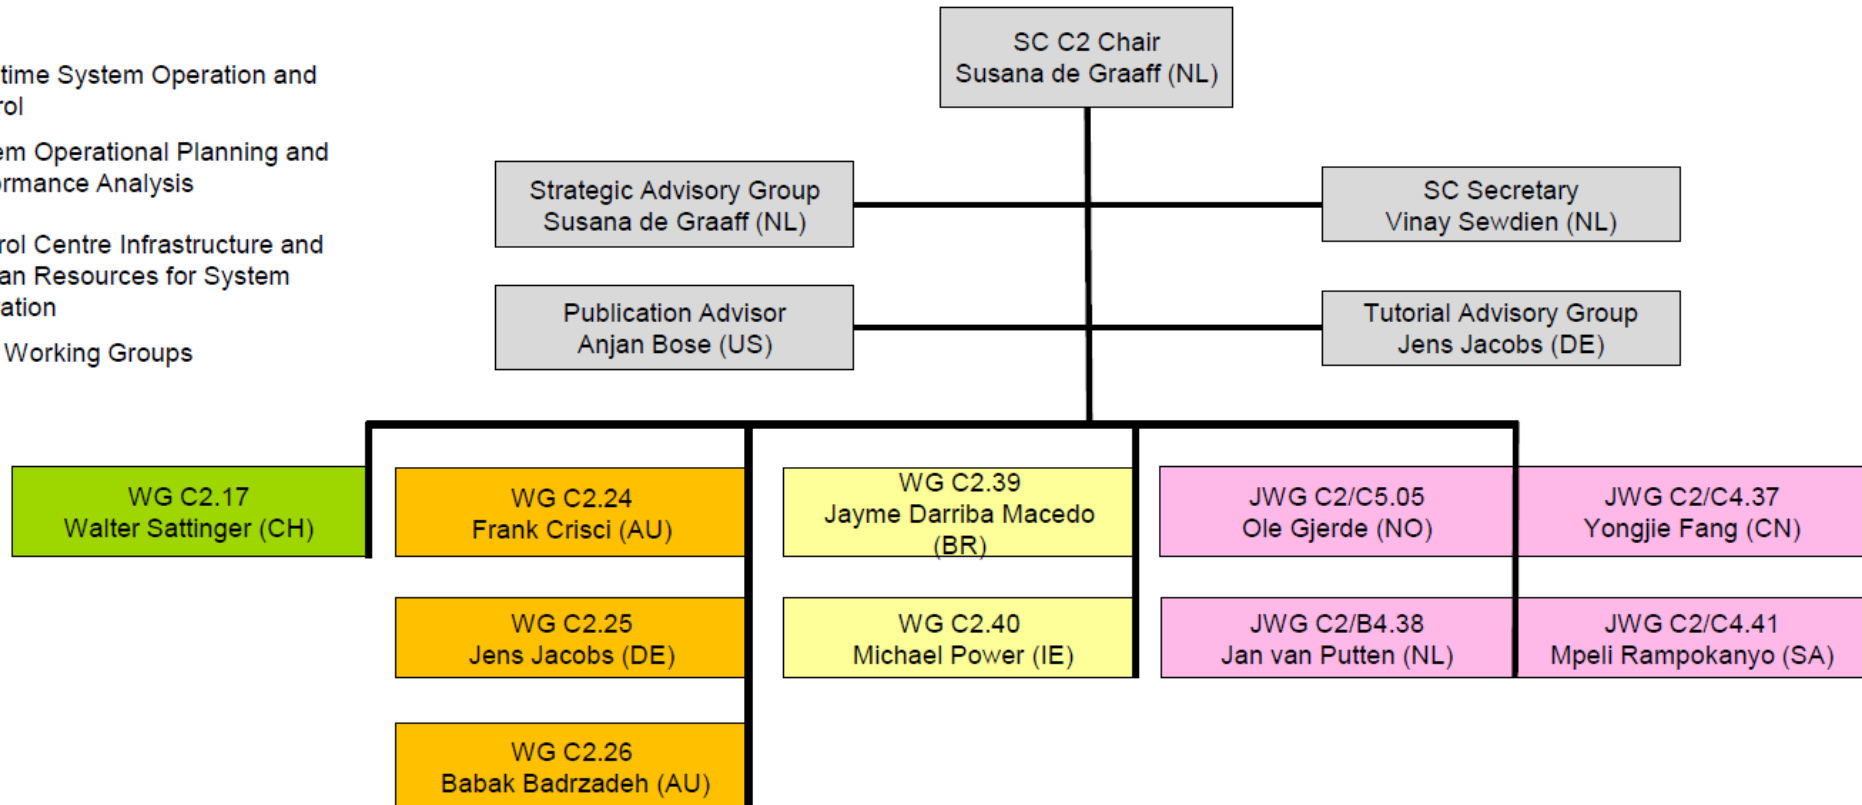 SC C2 Chair
Susana de Graaff (NL)
time System Operation and
rol
em Operational Planning and
ormance Analysis
rol Centre Infrastructure and
an Resources for System
ation
Working Groups
Strategic Advisory Group
Susana de Graaff (NL)
SC Secretary
Vinay Sewdien (NL)
Publication Advisor
Anjan Bose (US)
Tutorial Advisory Group
Jens Jacobs (DE)
WG C2.17
Walter Sattinger (CH)
WG C2.24
Frank Crisci (AU)
WG C2.39
Jayme Darriba Macedo
(BR)
JWG C2/C5.05
Ole Gjerde (NO)
JWG C2/C4.37
Yongjie Fang (CN)
WG C2.25
Jens Jacobs (DE)
WG C2.40
Michael Power (IE)
JWG C2/B4.38
Jan van Putten (NL)
JWG C2/C4.41
Mpeli Rampokanyo (SA)
WG C2.26
Babak Badrzadeh (AU)